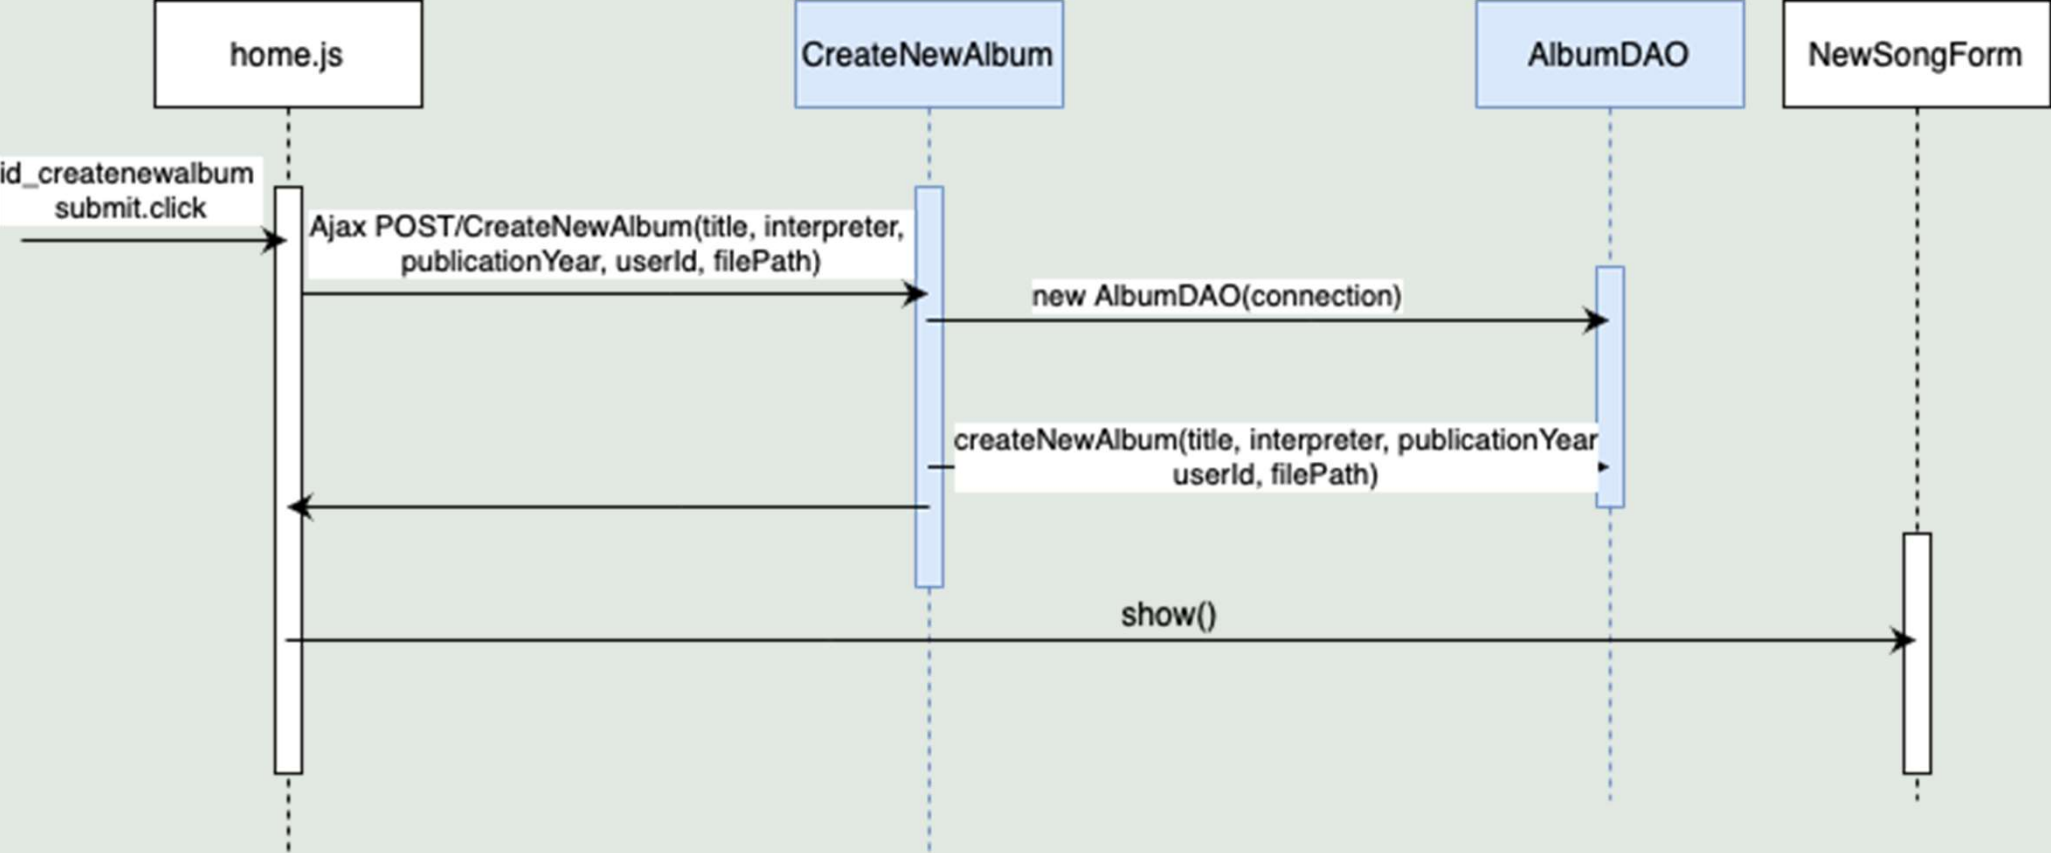 home.js
CreateNewAlbum
AlbumDAO
NewSongForm
id_createnewalbum
submit.click
Ajax POST/CreateNewAlbum(title, interpreter,
publicationYear, userId, filePath)
new AlbumDAO(connection)
createNewAlbum(title, interpreter, publicationYear
userId, filePath)
show()